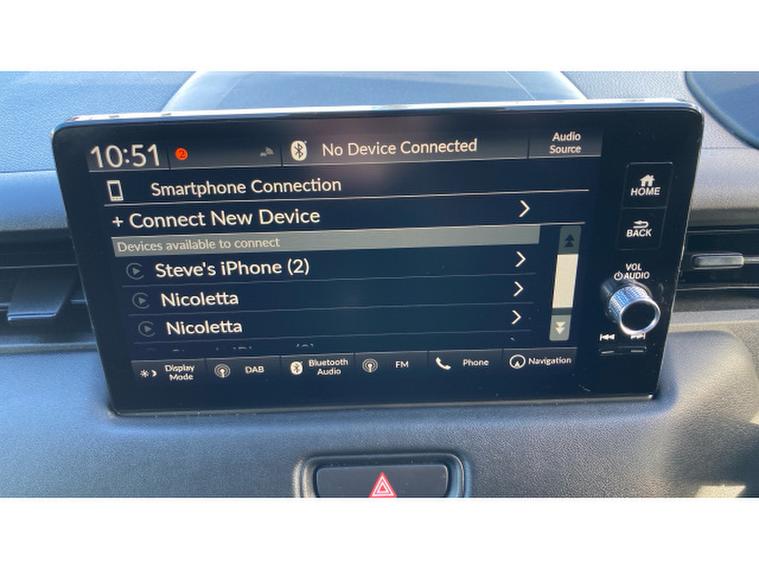 10:51
2
No Device Connected
Audio
Source
Smartphone Connection
+ Connect New Device
Devices available to connect
Steve's iPhone (2)
Nicoletta
Nicoletta
Display
Mode
DAB
Bluetooth
Audio
FM
Phone
Navigation
HOME
BACK
VOL
AUDIO